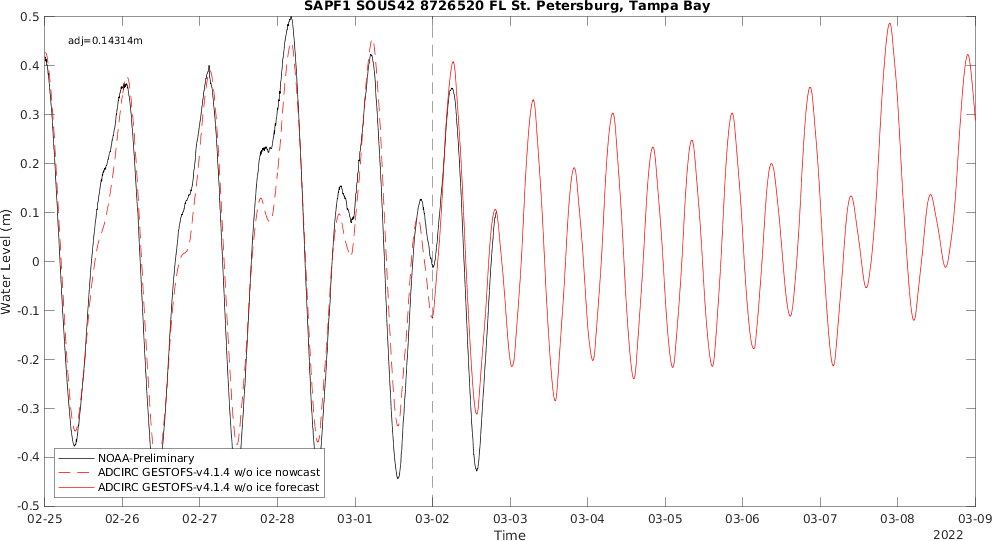 SAPF1 SOUS42 8726520 FL St. Petersburg, Tampa Bay
adj=0.14314m
0.5
0.4
0.3
0.2
0.1
0
-0.1
-0.2
-0.3
-0.4
-0.5
Water Level (m)
NOAA-Preliminary
ADCIRC GESTOFS-v4.1.4 w/o ice nowcast
ADCIRC GESTOFS-v4.1.4 w/o ice forecast
02-25 02-26 02-27 02-28 03-01 03-02 03-03 03-04 03-05 03-06 03-07 03-08 03-09
Time
2022